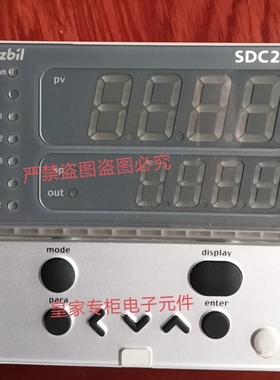 zbil
SDC2
pv
严禁盗图盗图必究
sp
out
mode
display
para
enter
皇家专柜电子元件